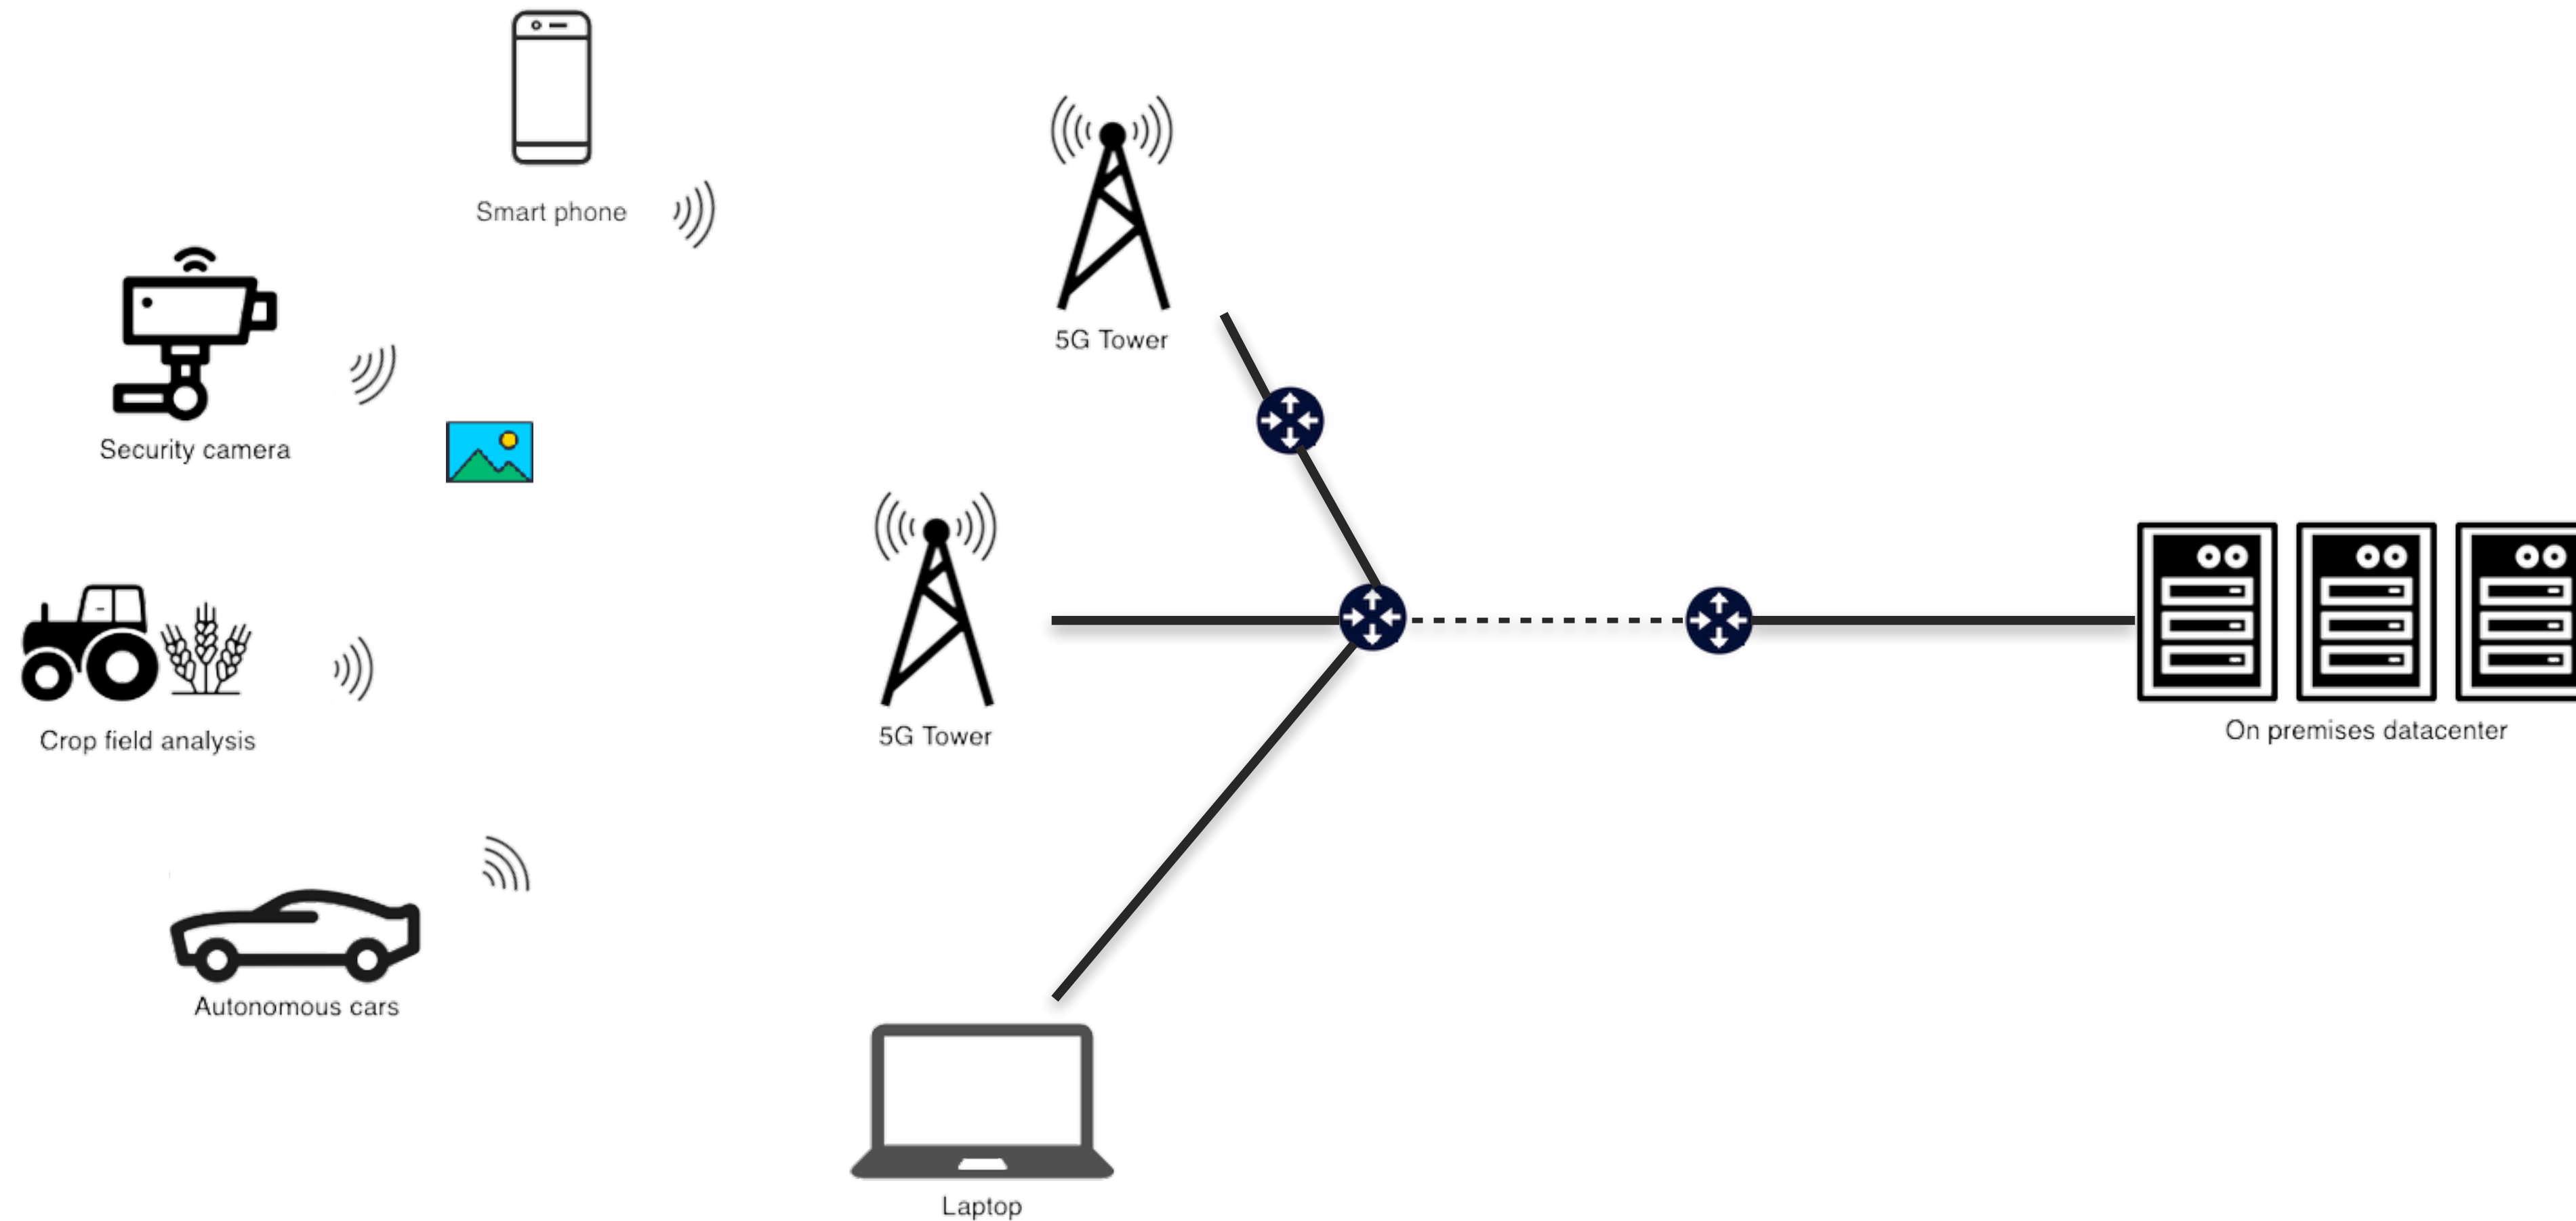 Smart phone
5G Tower
Security camera
5G Tower
On premises datacenter
Crop field analysis
Autonomous cars
Laptop